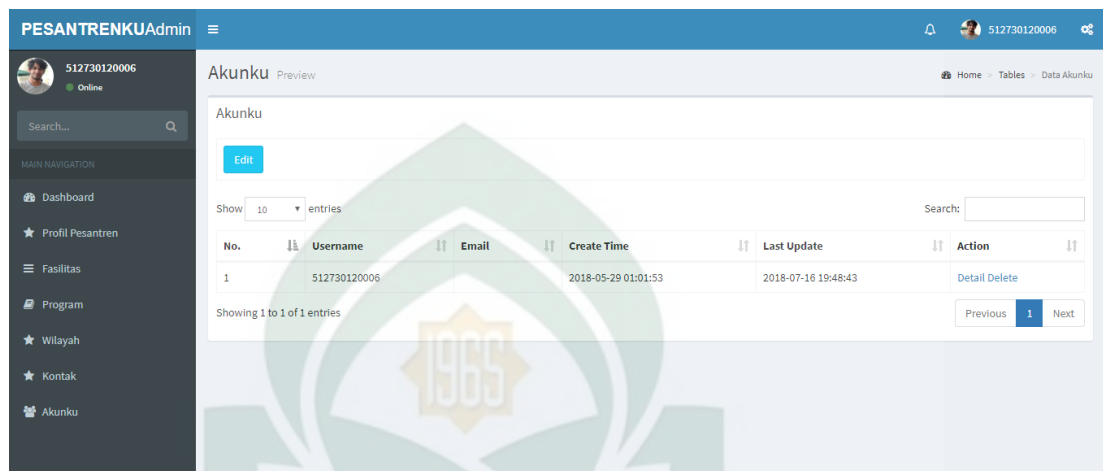 PESANTRENKUAdmin
512730120006
512730120006
Online
Akunku Preview
Home > Tables > Data Akunku
Search...
Akunku
MAIN NAVIGATION
Edit
Dashboard
Profil Pesantren
Fasilitas
Program
Wilayah
Kontak
Akunku
Show 10 entries
Search:
No. Username Email Create Time Last Update Action
1 512730120006 2018-05-29 01:01:53 2018-07-16 19:48:43 Detail Delete
Showing 1 to 1 of 1 entries
Previous 1 Next
1965